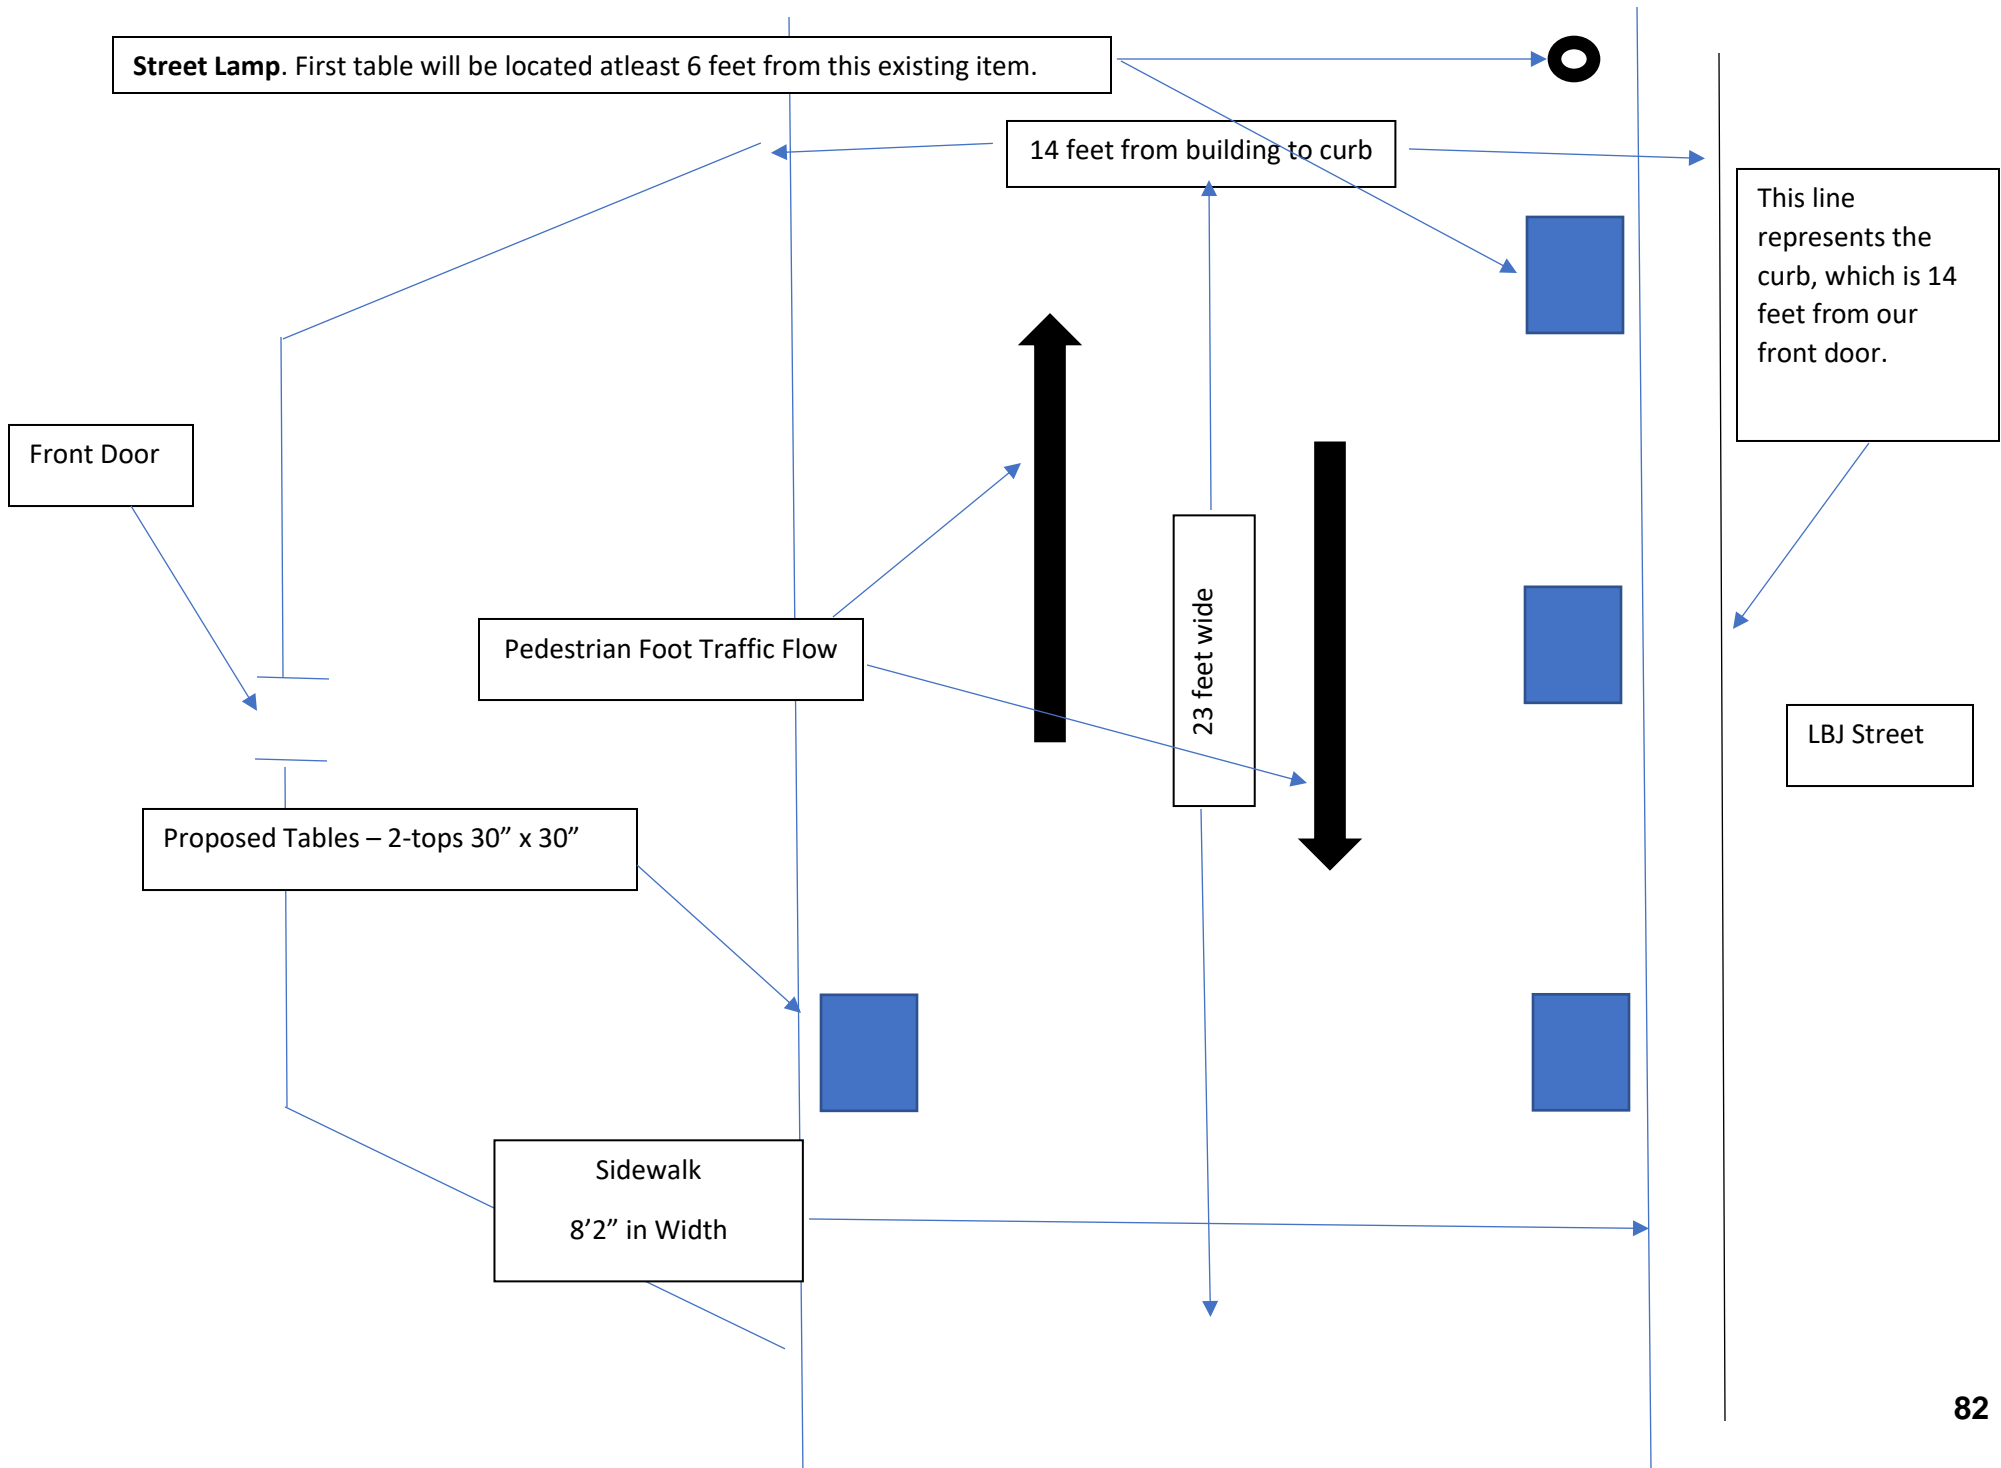 Street Lamp. First table will be located atleast 6 feet from this existing item.
14 feet from building to curb
This line
represents the
curb, which is 14
feet from our
front door.
Front Door
23 feet wide
Pedestrian Foot Traffic Flow
LBJ Street
Proposed Tables – 2-tops 30” x 30”
Sidewalk
8’2” in Width
82